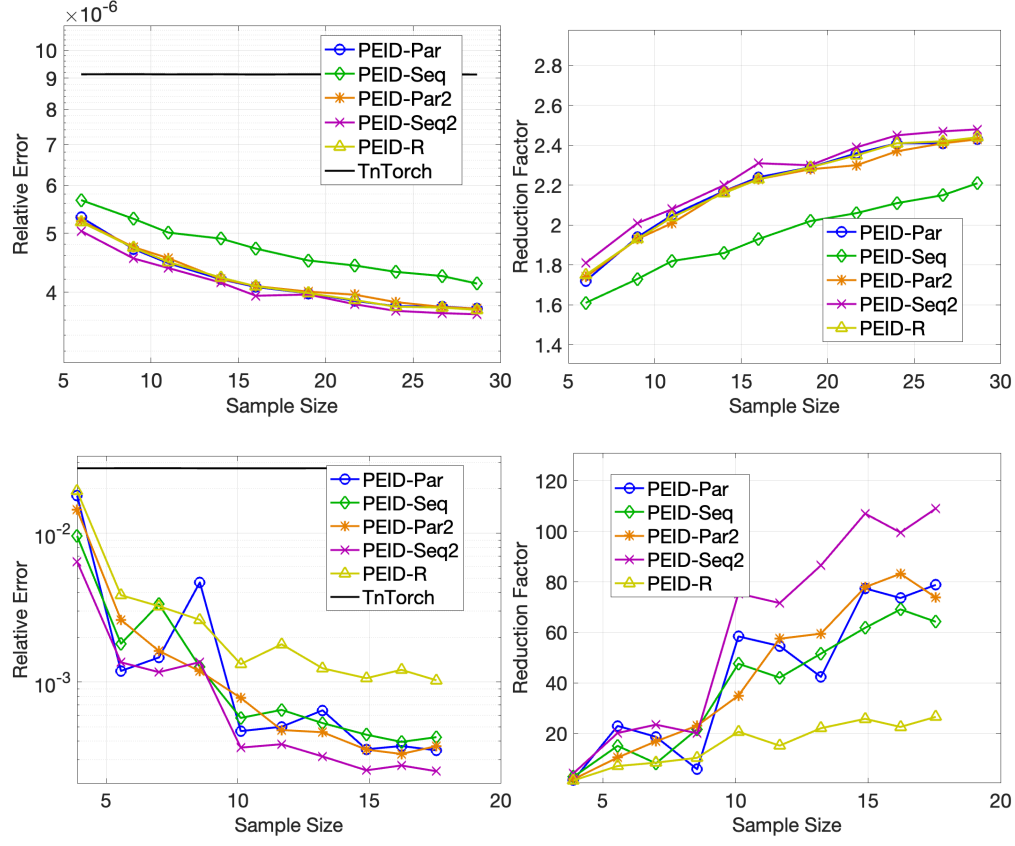 ×10⁻⁶
10
9
8
7
6
5
4
Relative Error
PEID-Par
PEID-Seq
PEID-Par2
PEID-Seq2
PEID-R
TnTorch
5 10 15 20 25 30
Sample Size
2.8
2.6
2.4
2.2
2
1.8
1.6
1.4
Reduction Factor
PEID-Par
PEID-Seq
PEID-Par2
PEID-Seq2
PEID-R
5 10 15 20 25 30
Sample Size
10⁻²
10⁻³
Relative Error
PEID-Par
PEID-Seq
PEID-Par2
PEID-Seq2
PEID-R
TnTorch
5 10 15 20
Sample Size
120
100
80
60
40
20
Reduction Factor
PEID-Par
PEID-Seq
PEID-Par2
PEID-Seq2
PEID-R
5 10 15 20
Sample Size